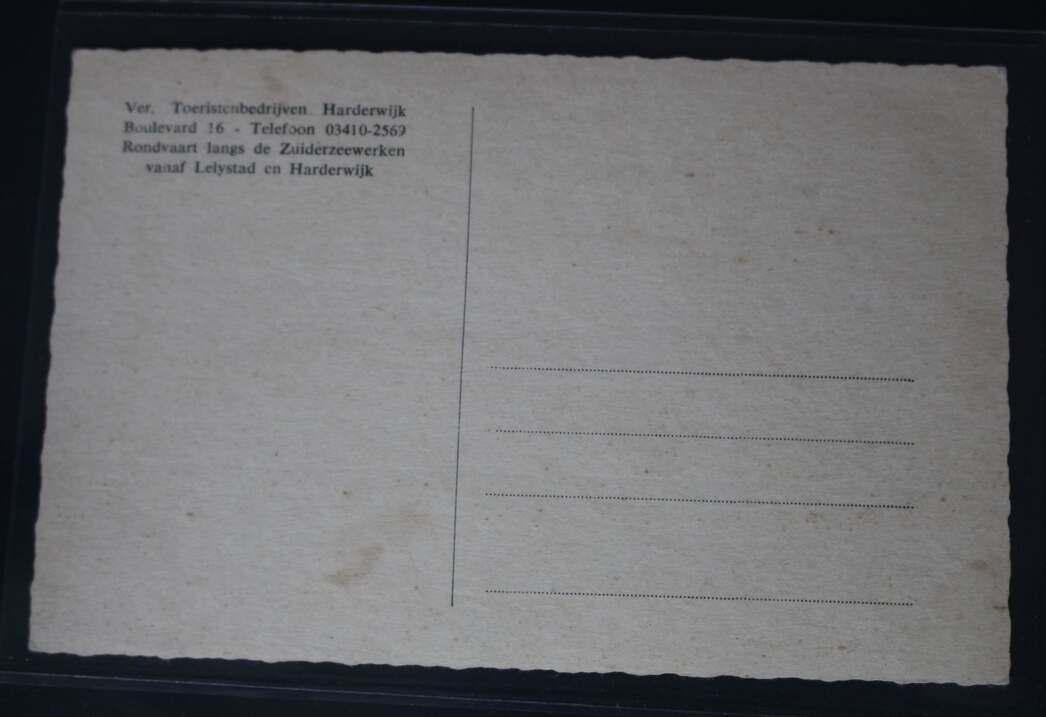 Ver. Toeristenbedrijven Harderwijk
Boulevard 16 - Telefoon 03410-2569
Rondvaart langs de Zuiderzeewerken
vanaf Lelystad en Harderwijk